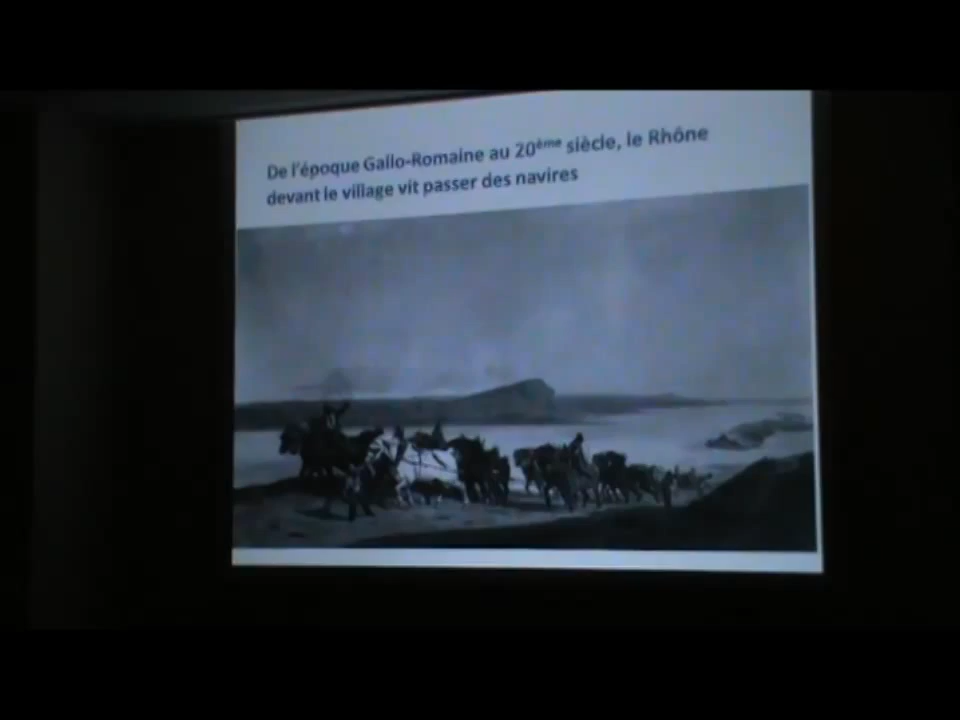 De l'époque Gallo-Romaine au 20ème siècle, le Rhône
devant le village vit passer des navires